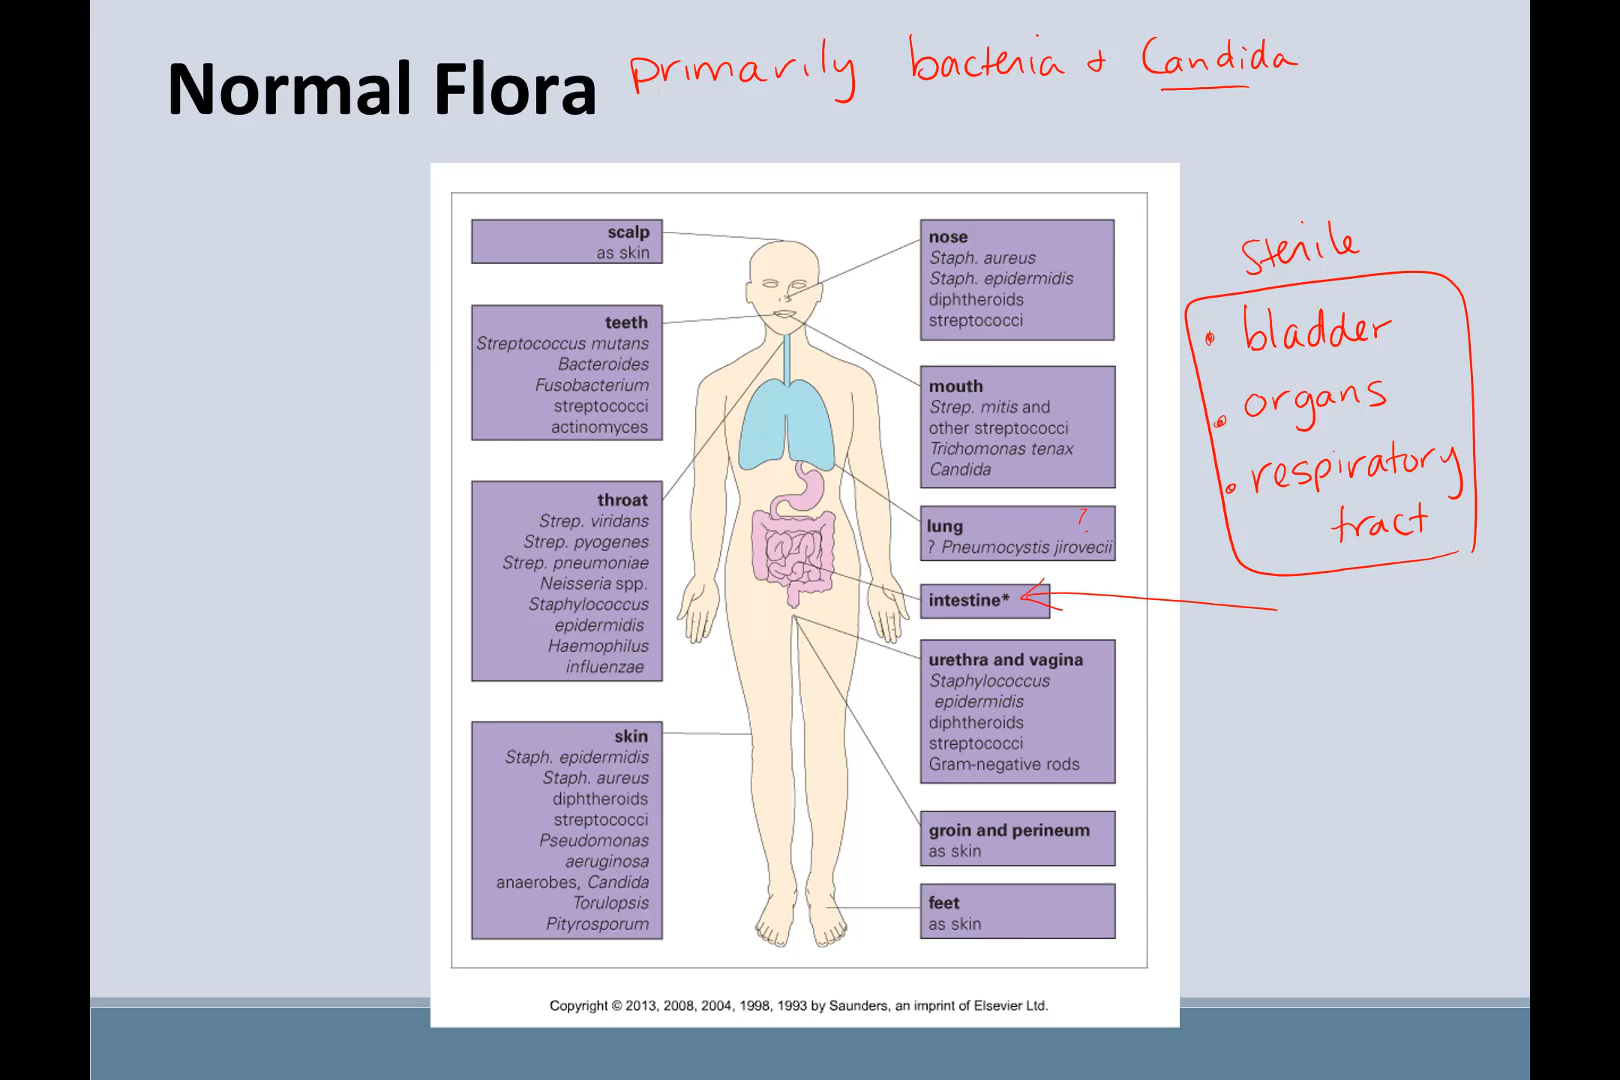 Normal Flora primarily bacteria + Candida
scalp
as skin
teeth
Streptococcus mutans
Bacteroides
Fusobacterium
streptococci
actinomyces
throat
Strep. viridans
Strep. pyogenes
Strep. pneumoniae
Neisseria spp.
Staphylococcus
epidermidis
Haemophilus
influenzae
skin
Staph. epidermidis
Staph. aureus
diphtheroids
streptococci
Pseudomonas
aeruginosa
anaerobes, Candida
Torulopsis
Pityrosporum
nose
Staph. aureus
Staph. epidermidis
diphtheroids
streptococci
mouth
Strep. mitis and
other streptococci
Trichomonas tenax
Candida
lung ?
? Pneumocystis jirovecii
intestine*
urethra and vagina
Staphylococcus
epidermidis
diphtheroids
streptococci
Gram-negative rods
groin and perineum
as skin
feet
as skin
Sterile
• bladder
• organs
• respiratory
tract
Copyright © 2013, 2008, 2004, 1998, 1993 by Saunders, an imprint of Elsevier Ltd.